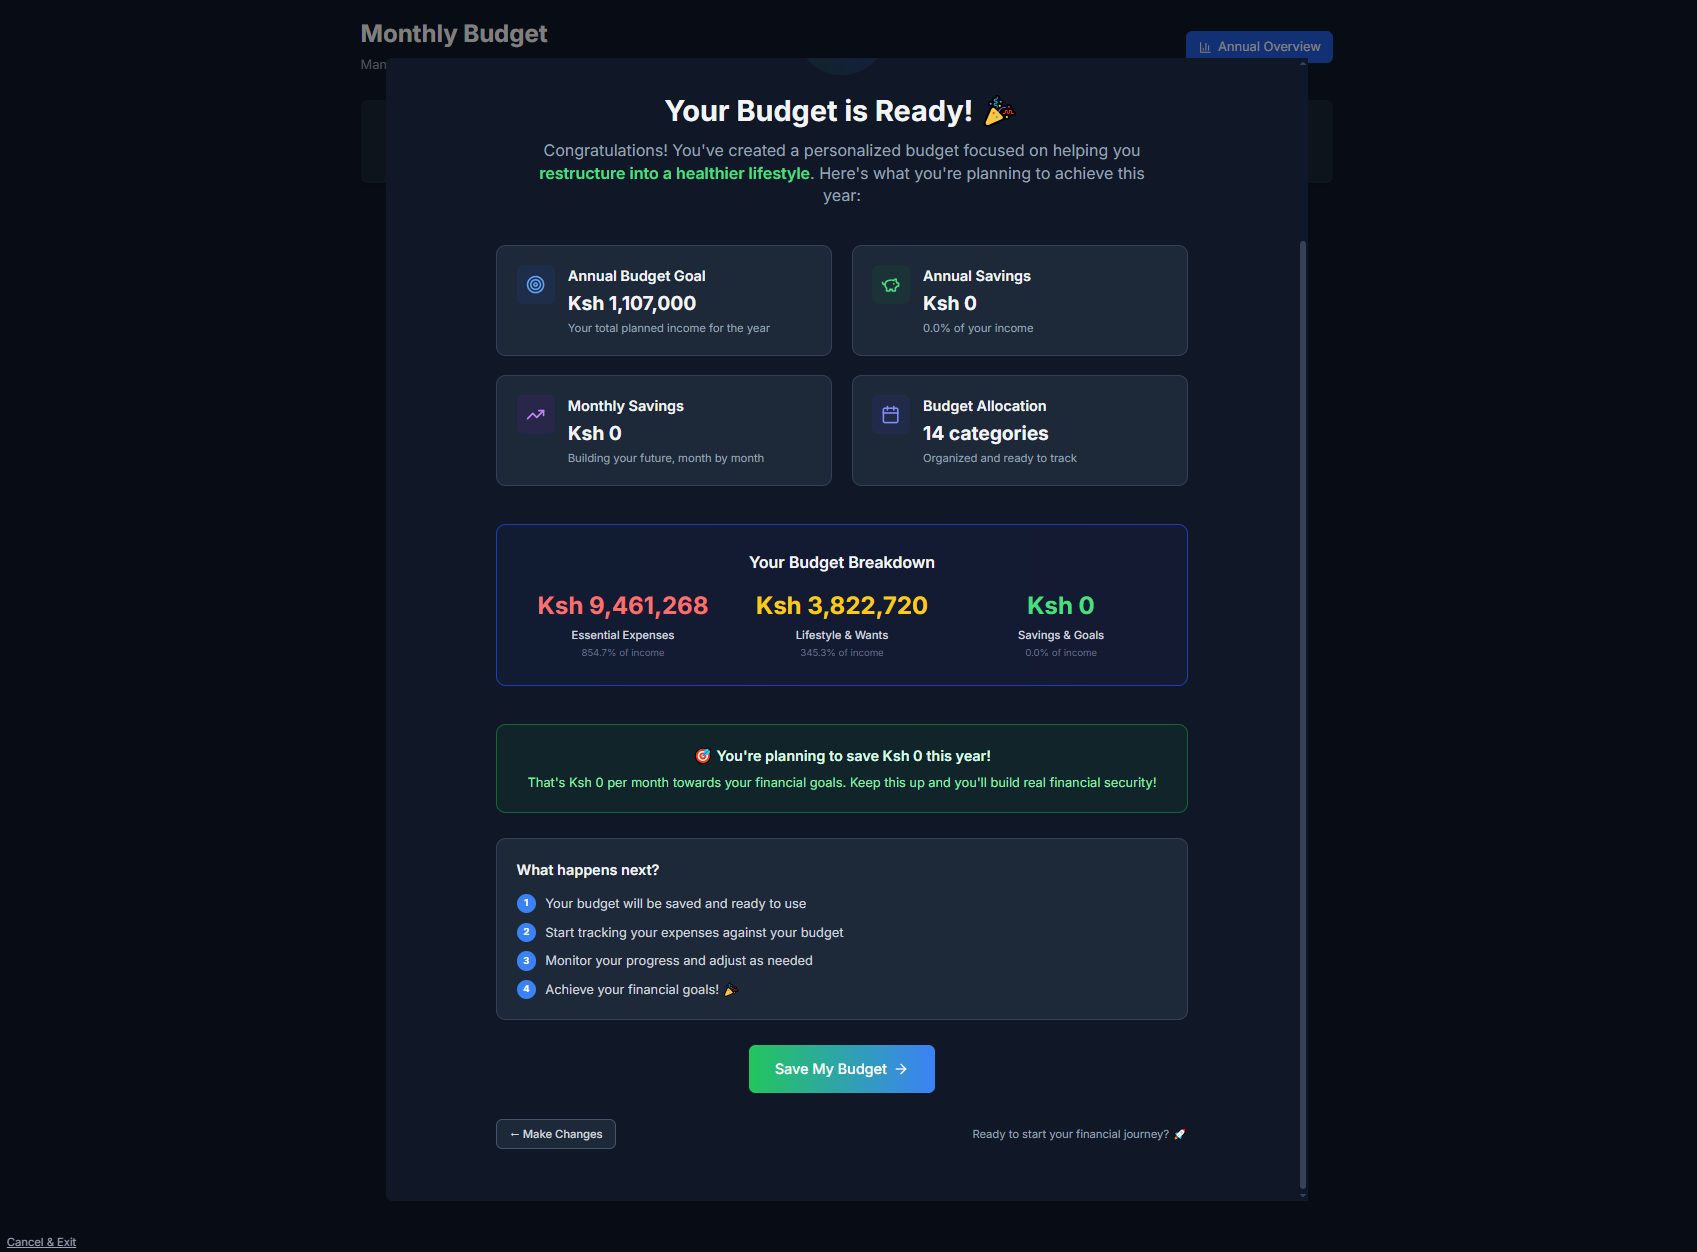 Monthly Budget
Annual Overview
Man
Your Budget is Ready! 🎉
Congratulations! You've created a personalized budget focused on helping you
restructure into a healthier lifestyle. Here's what you're planning to achieve this
year:
Annual Budget Goal
Ksh 1,107,000
Your total planned income for the year
Annual Savings
Ksh 0
0.0% of your income
Monthly Savings
Ksh 0
Building your future, month by month
Budget Allocation
14 categories
Organized and ready to track
Your Budget Breakdown
Ksh 9,461,268
Essential Expenses
854.7% of income
Ksh 3,822,720
Lifestyle & Wants
345.3% of income
Ksh 0
Savings & Goals
0.0% of income
🎯 You're planning to save Ksh 0 this year!
That's Ksh 0 per month towards your financial goals. Keep this up and you'll build real financial security!
What happens next?
1 Your budget will be saved and ready to use
2 Start tracking your expenses against your budget
3 Monitor your progress and adjust as needed
4 Achieve your financial goals! 🎉
Save My Budget →
← Make Changes
Ready to start your financial journey? 🚀
Cancel & Exit